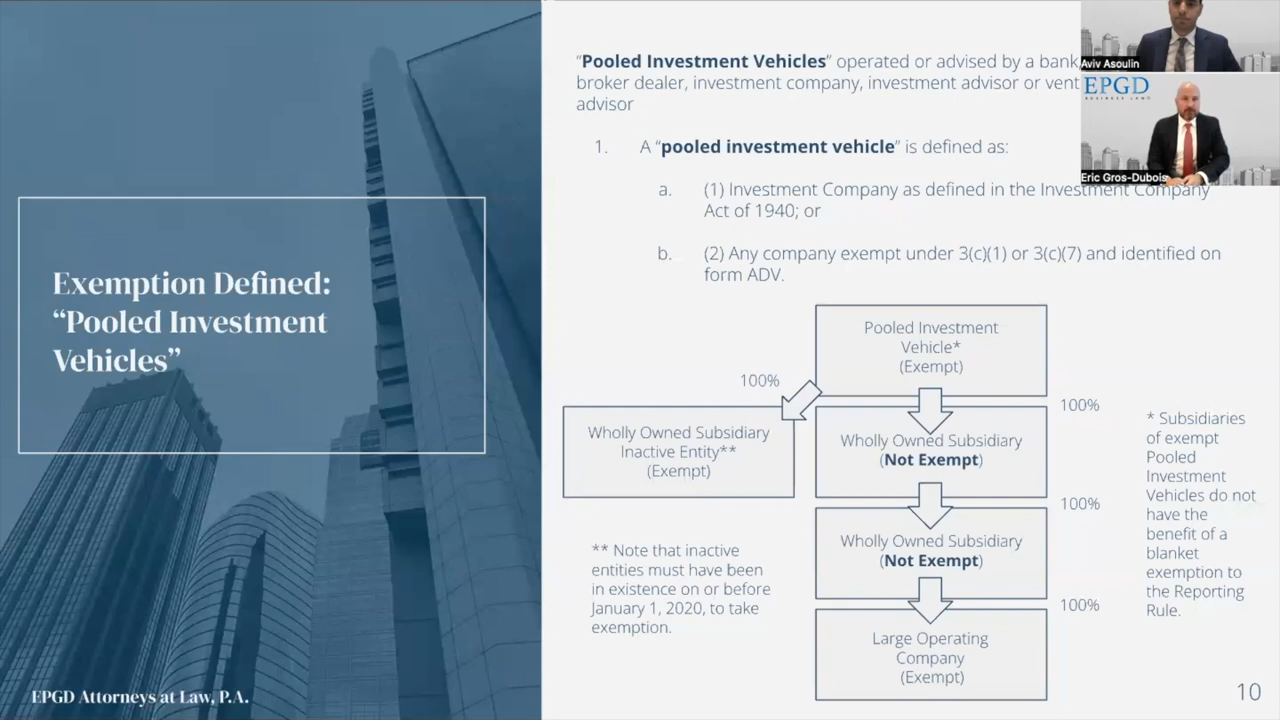 Exemption Defined:
“Pooled Investment
Vehicles”
EPGD Attorneys at Law, P.A.
“Pooled Investment Vehicles” operated or advised by a bank
broker dealer, investment company, investment advisor or vent
advisor
1. A “pooled investment vehicle” is defined as:
a. (1) Investment Company as defined in the Investment Company
Act of 1940; or
b. (2) Any company exempt under 3(c)(1) or 3(c)(7) and identified on
form ADV.
Pooled Investment
Vehicle*
(Exempt)
100%
100%
Wholly Owned Subsidiary
Inactive Entity**
(Exempt)
Wholly Owned Subsidiary
(Not Exempt)
100%
Wholly Owned Subsidiary
(Not Exempt)
100%
Large Operating
Company
(Exempt)
** Note that inactive
entities must have been
in existence on or before
January 1, 2020, to take
exemption.
* Subsidiaries
of exempt
Pooled
Investment
Vehicles do not
have the
benefit of a
blanket
exemption to
the Reporting
Rule.
10
Aviv Asoulin
EPGD
BUSINESS LAW
Eric Gros-Dubois